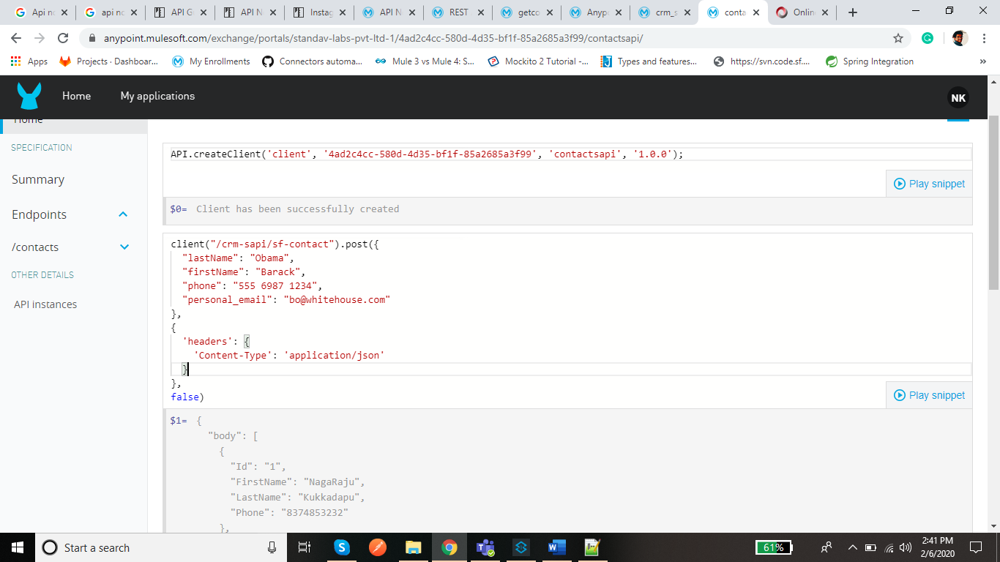 Api no
api no
API G
API N
Instag
API N
REST
getco
Anypo
crm_s
conta
Onlin
anypoint.mulesoft.com/exchange/portals/standav-labs-pvt-ltd-1/4ad2c4cc-580d-4d35-bf1f-85a2685a3f99/contactsapi/
Apps
Projects · Dashboar...
My Enrollments
Connectors automa...
Mule 3 vs Mule 4: S...
Mockito 2 Tutorial -...
Types and features...
https://svn.code.sf....
Spring Integration
»
Home
My applications
NK
Home
SPECIFICATION
Summary
Endpoints
/contacts
OTHER DETAILS
API instances
API.createClient('client', '4ad2c4cc-580d-4d35-bf1f-85a2685a3f99', 'contactsapi', '1.0.0');
Play snippet
$0= Client has been successfully created
client("/crm-sapi/sf-contact").post({
"lastName": "Obama",
"firstName": "Barack",
"phone": "555 6987 1234",
"personal_email": "bo@whitehouse.com"
},
{
'headers': {
'Content-Type': 'application/json'
}
},
false)
Play snippet
$1= {
"body": [
{
"Id": "1",
"FirstName": "NagaRaju",
"LastName": "Kukkadapu",
"Phone": "8374853232"
},
Start a search
61%
2:41 PM
2/6/2020